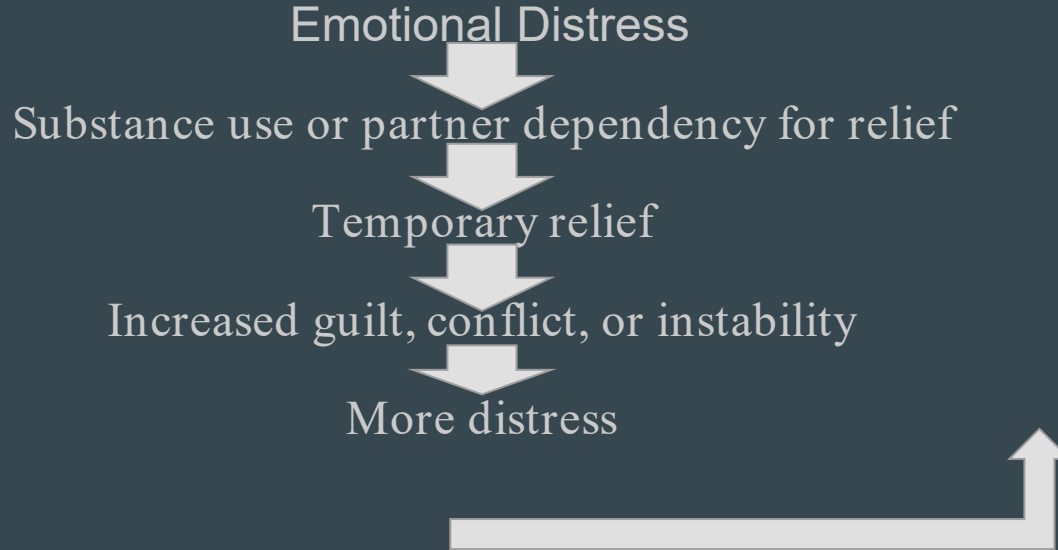 Emotional Distress
Substance use or partner dependency for relief
Temporary relief
Increased guilt, conflict, or instability
More distress